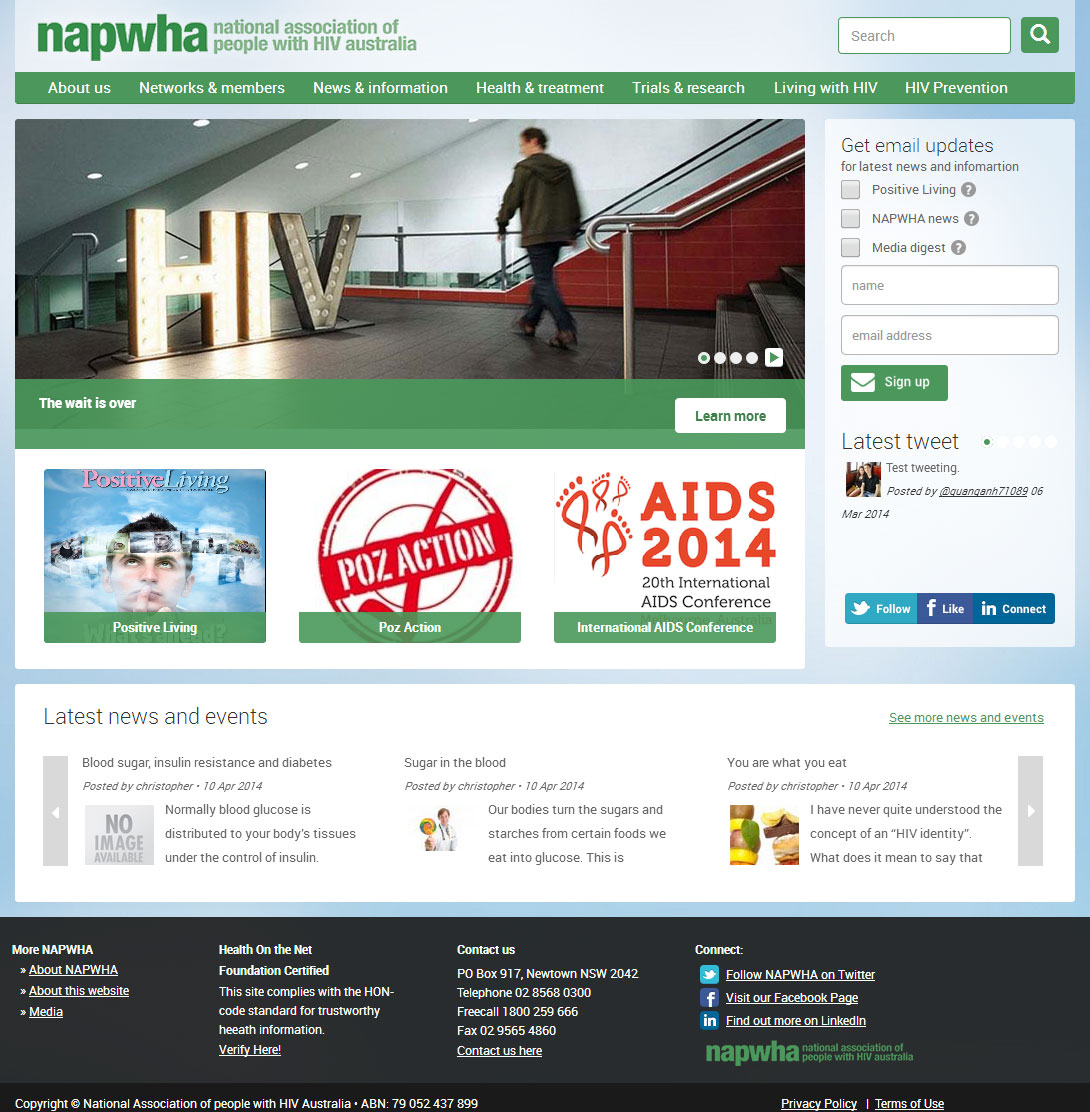 napwha national association of
people with HIV australia
Search
About us Networks & members News & information Health & treatment Trials & research Living with HIV HIV Prevention
HIV
The wait is over
Learn more
PositiveLiving
Positive Living
POZ ACTION
Poz Action
AIDS
2014
20th International
AIDS Conference
International AIDS Conference
Get email updates
for latest news and infomartion
Positive Living ?
NAPWHA news ?
Media digest ?
name
email address
Sign up
Latest tweet
Test tweeting.
Posted by @quanganh71089 06
Mar 2014
Follow f Like in Connect
Latest news and events
See more news and events
Blood sugar, insulin resistance and diabetes
Posted by christopher • 10 Apr 2014
NO
IMAGE
AVAILABLE
Normally blood glucose is
distributed to your body's tissues
under the control of insulin.
Sugar in the blood
Posted by christopher • 10 Apr 2014
Our bodies turn the sugars and
starches from certain foods we
eat into glucose. This is
You are what you eat
Posted by christopher • 10 Apr 2014
I have never quite understood the
concept of an “HIV identity”.
What does it mean to say that
More NAPWHA
» About NAPWHA
» About this website
» Media
Health On the Net
Foundation Certified
This site complies with the HON-
code standard for trustworthy
heeath information.
Verify Here!
Contact us
PO Box 917, Newtown NSW 2042
Telephone 02 8568 0300
Freecall 1800 259 666
Fax 02 9565 4860
Contact us here
Connect:
Follow NAPWHA on Twitter
f Visit our Facebook Page
in Find out more on LinkedIn
napwha national association of
people with HIV australia
Copyright © National Association of people with HIV Australia • ABN: 79 052 437 899
Privacy Policy | Terms of Use